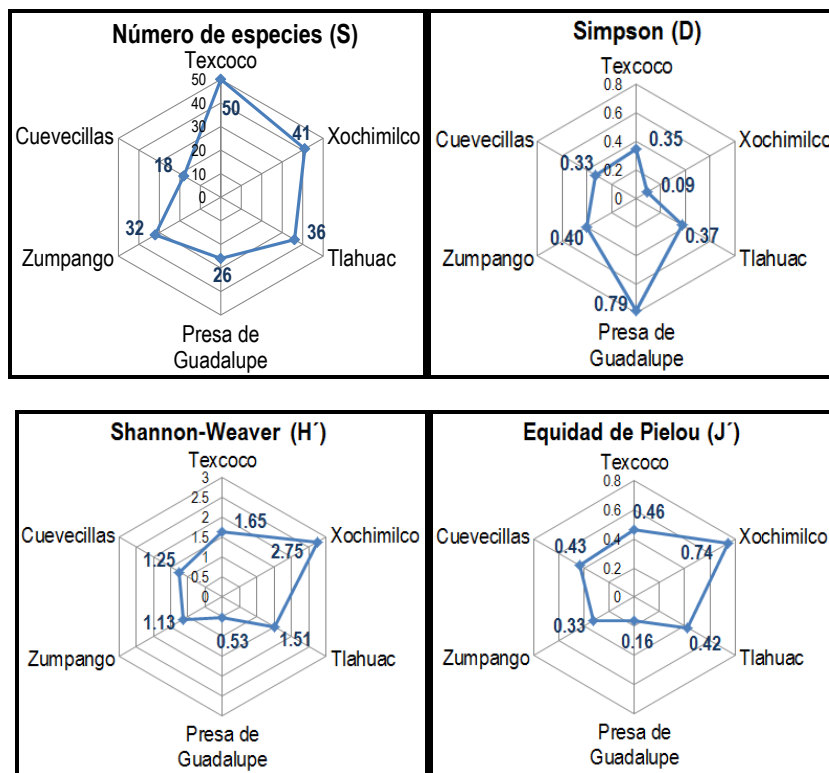 Número de especies (S)
Texcoco
50
40
30
20
10
0
50
Xochimilco
41
Cuevecillas
18
32
36
Zumpango
Tlahuac
26
Presa de
Guadalupe
Simpson (D)
Texcoco
0.8
0.6
0.4
0.2
0
0.35
Cuevecillas
Xochimilco
0.33
0.09
0.40
0.37
Zumpango
Tlahuac
0.79
Presa de
Guadalupe
Shannon-Weaver (H´)
Texcoco
3
2.5
2
1.5
1
0.5
0
1.65
Cuevecillas
Xochimilco
2.75
1.25
1.13
0.53
1.51
Zumpango
Tlahuac
Presa de
Guadalupe
Equidad de Pielou (J´)
Texcoco
0.8
0.6
0.4
0.2
0
0.46
Cuevecillas
Xochimilco
0.43
0.74
0.33
0.16
0.42
Zumpango
Tlahuac
Presa de
Guadalupe